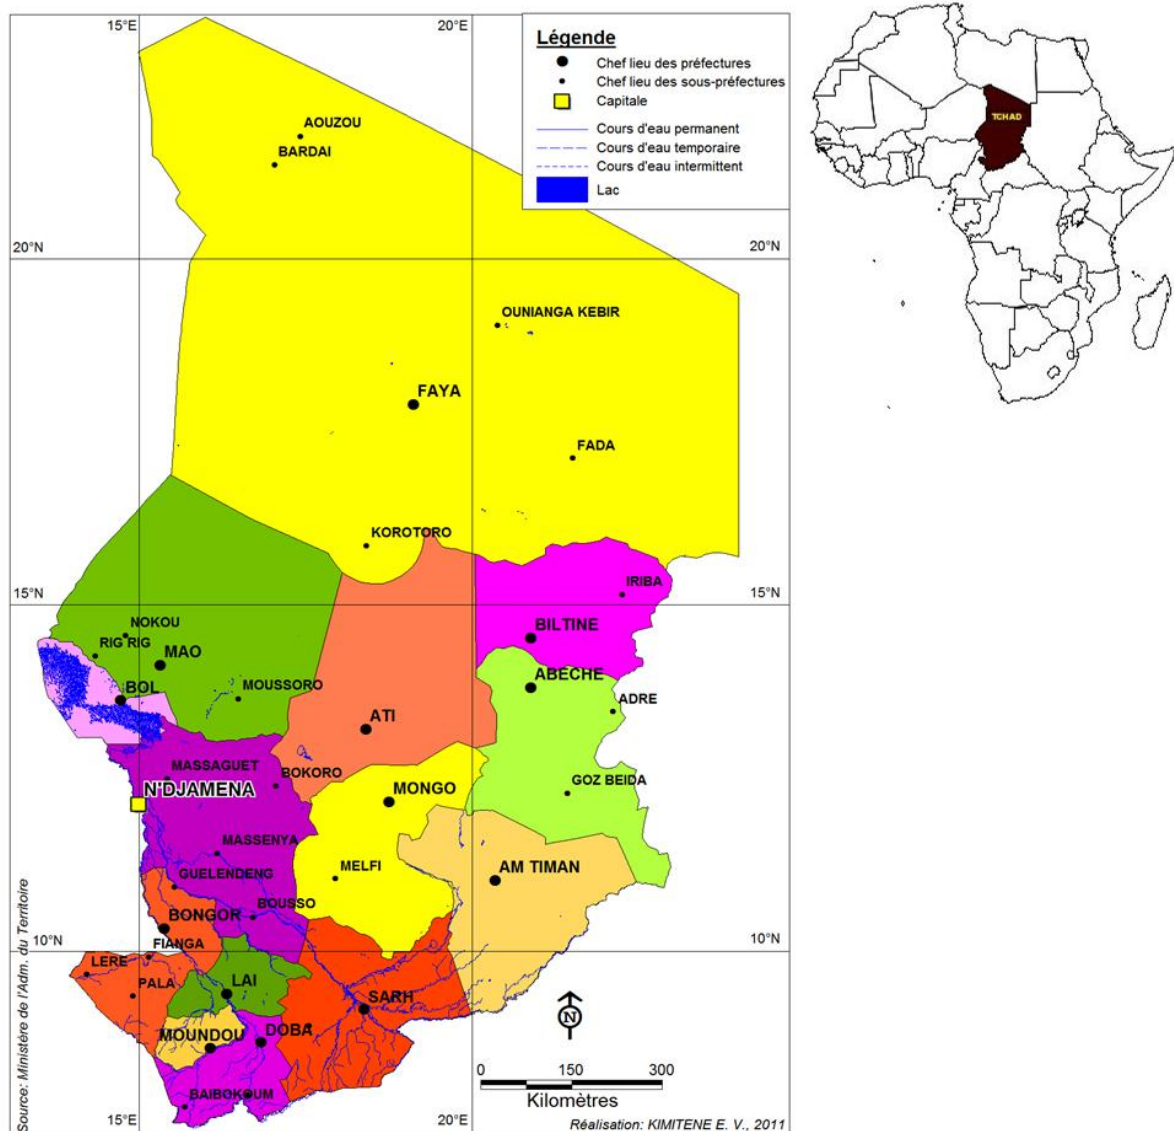 15°E
20°E
Légende
Chef lieu des préfectures
Chef lieu des sous-préfectures
Capitale
Cours d'eau permanent
Cours d'eau temporaire
Cours d'eau intermittent
Lac
TCHAD
AOUZOU
BARDAI
20°N
20°N
OUNIANGA KEBIR
FAYA
FADA
KOROTORO
IRIBA
15°N
15°N
NOKOU
BILTINE
RIG RIG
MAO
ABECHE
MOUSSORO
BOL
ADRE
ATI
MASSAGUET
BOKORO
GOZ BEIDA
N'DJAMENA
MONGO
MASSENYA
MELFI
AM TIMAN
GUELENDENG
BOUSSO
BONGOR
10°N
10°N
FIANGA
LERE
PALA
LAI
SARH
N
MOUNDOU
DOBA
BAIBOKOUM
0
150
300
Kilomètres
15°E
20°E
Réalisation: KIMITENE E. V., 2011
Source: Ministère de l'Adm. du Territoire